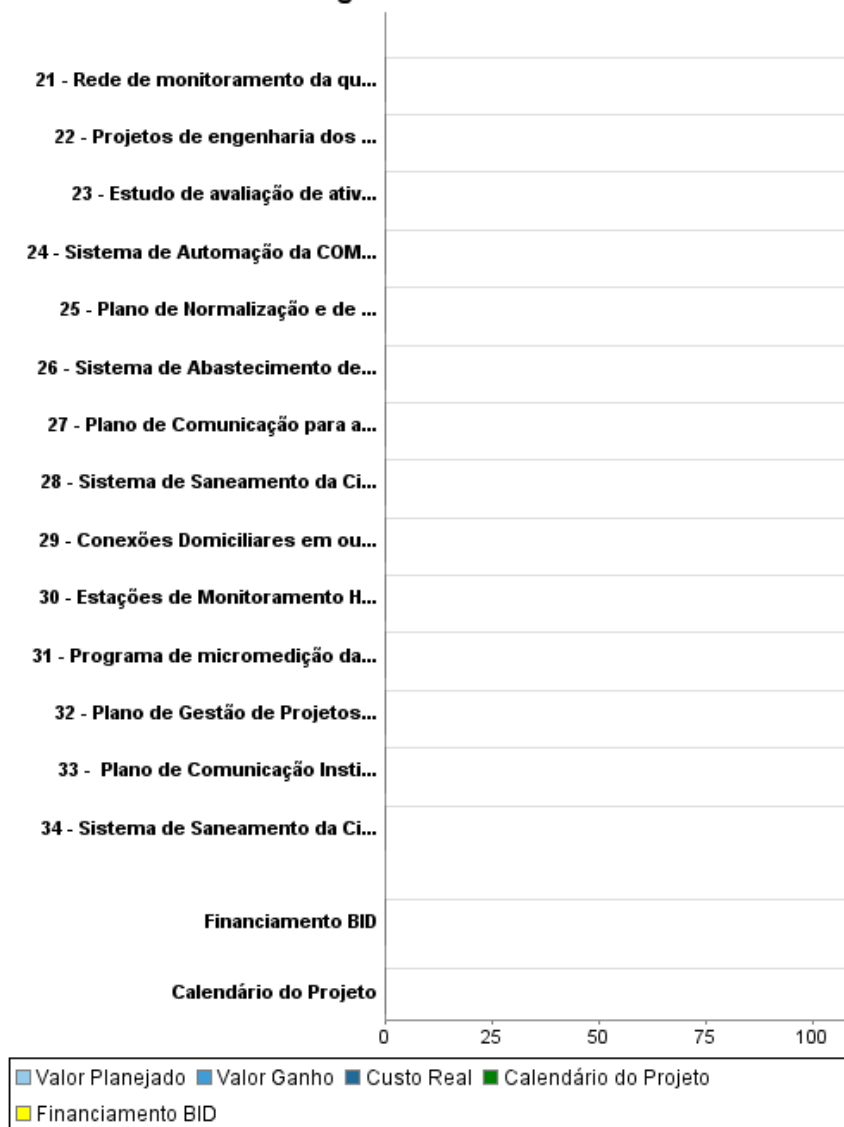 21 - Rede de monitoramento da qu...
22 - Projetos de engenharia dos ...
23 - Estudo de avaliação de ativ...
24 - Sistema de Automação da COM...
25 - Plano de Normalização e de ...
26 - Sistema de Abastecimento de...
27 - Plano de Comunicação para a...
28 - Sistema de Saneamento da Ci...
29 - Conexões Domiciliares em ou...
30 - Estações de Monitoramento H...
31 - Programa de micromedição da...
32 - Plano de Gestão de Projetos...
33 -  Plano de Comunicação Insti...
34 - Sistema de Saneamento da Ci...
Financiamento BID
Calendário do Projeto
0 25 50 75 100
Valor Planejado Valor Ganho Custo Real Calendário do Projeto
Financiamento BID